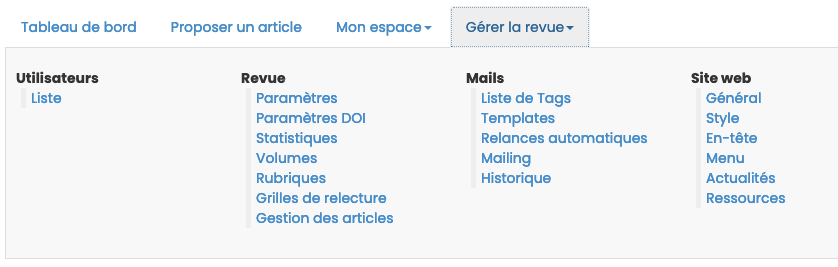 Tableau de bord
Proposer un article
Mon espace
Gérer la revue
Utilisateurs
Liste
Revue
Paramètres
Paramètres DOI
Statistiques
Volumes
Rubriques
Grilles de relecture
Gestion des articles
Mails
Liste de Tags
Templates
Relances automatiques
Mailing
Historique
Site web
Général
Style
En-tête
Menu
Actualités
Ressources